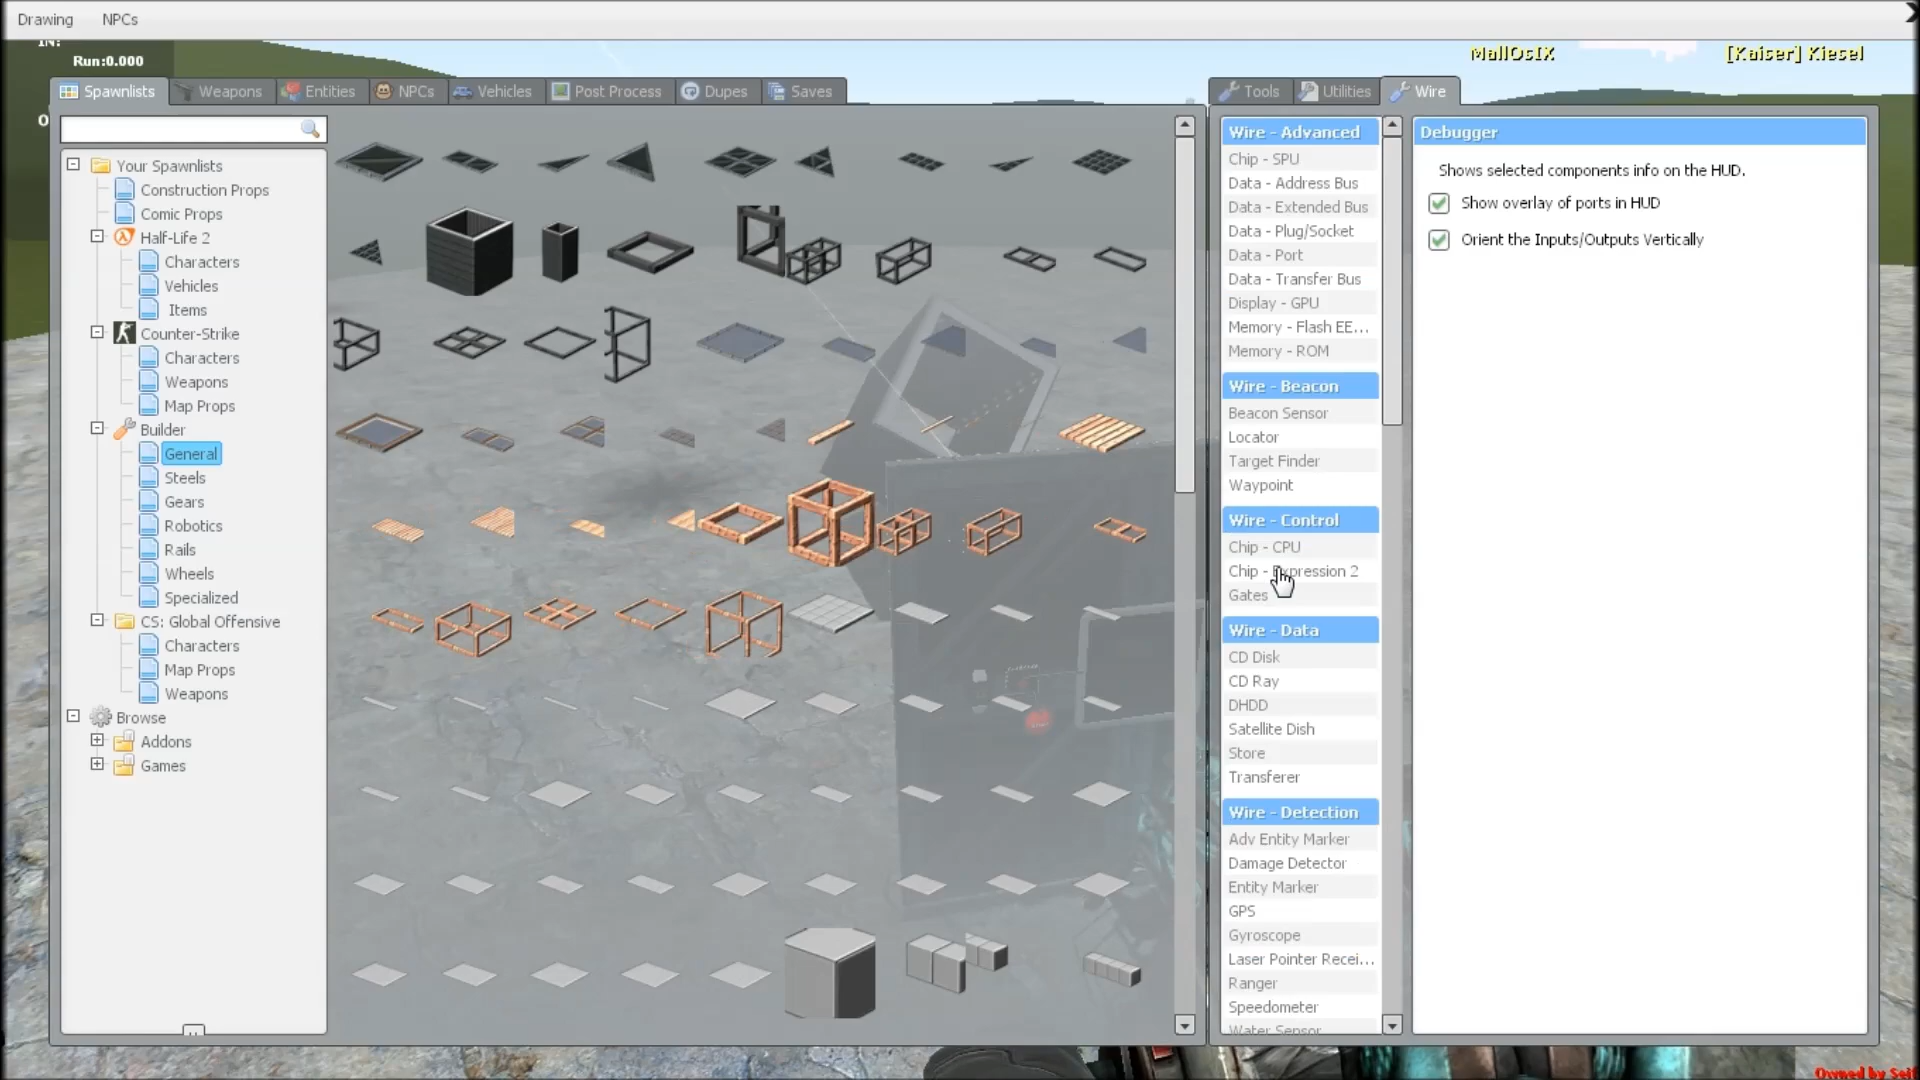 Drawing NPCs
IN:
Run:0.000
MallOsIX
[Kaiser] Kiesel
Spawnlists Weapons Entities NPCs Vehicles Post Process Dupes Saves
Tools Utilities Wire
Your Spawnlists
Construction Props
Comic Props
Half-Life 2
Characters
Vehicles
Items
Counter-Strike
Characters
Weapons
Map Props
Builder
General
Steels
Gears
Robotics
Rails
Wheels
Specialized
CS: Global Offensive
Characters
Map Props
Weapons
Browse
Addons
Games
Wire - Advanced
Chip - SPU
Data - Address Bus
Data - Extended Bus
Data - Plug/Socket
Data - Port
Data - Transfer Bus
Display - GPU
Memory - Flash EE...
Memory - ROM
Wire - Beacon
Beacon Sensor
Locator
Target Finder
Waypoint
Wire - Control
Chip - CPU
Chip - Expression 2
Gates
Wire - Data
CD Disk
CD Ray
DHDD
Satellite Dish
Store
Transferer
Wire - Detection
Adv Entity Marker
Damage Detector
Entity Marker
GPS
Gyroscope
Laser Pointer Recei...
Ranger
Speedometer
Water Sensor
Debugger
Shows selected components info on the HUD.
Show overlay of ports in HUD
Orient the Inputs/Outputs Vertically
Owned by Seif